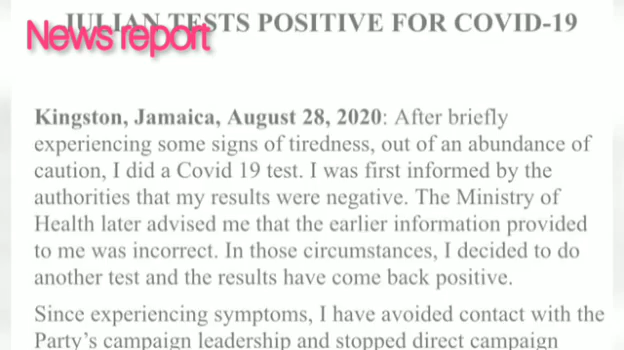 JULIAN TESTS POSITIVE FOR COVID-19
News report
Kingston, Jamaica, August 28, 2020: After briefly
experiencing some signs of tiredness, out of an abundance of
caution, I did a Covid 19 test. I was first informed by the
authorities that my results were negative. The Ministry of
Health later advised me that the earlier information provided
to me was incorrect. In those circumstances, I decided to do
another test and the results have come back positive.
Since experiencing symptoms, I have avoided contact with the
Party’s campaign leadership and stopped direct campaign